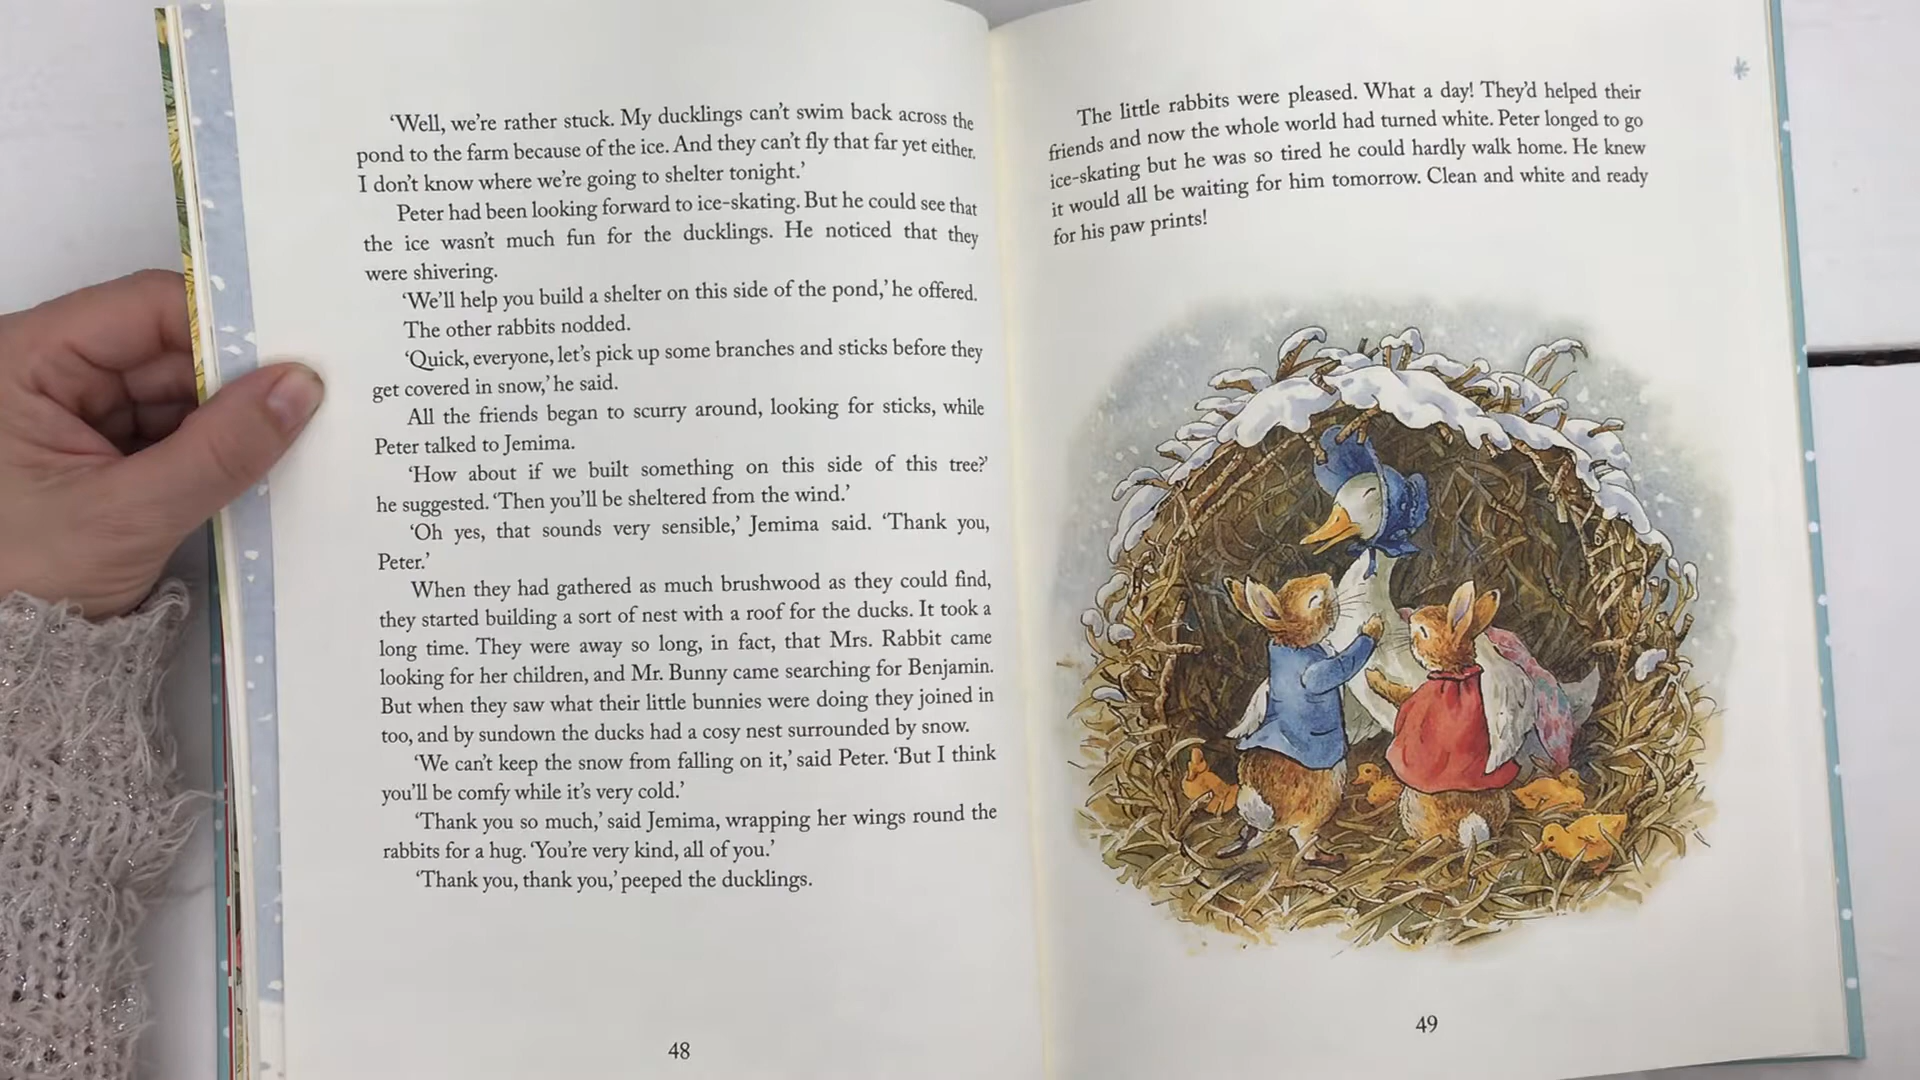 ‘Well, we’re rather stuck. My ducklings can’t swim back across the
pond to the farm because of the ice. And they can’t fly that far yet either.
I don’t know where we’re going to shelter tonight.’
Peter had been looking forward to ice-skating. But he could see that
the ice wasn’t much fun for the ducklings. He noticed that they
were shivering.
‘We’ll help you build a shelter on this side of the pond,’ he offered.
The other rabbits nodded.
‘Quick, everyone, let’s pick up some branches and sticks before they
get covered in snow,’ he said.
All the friends began to scurry around, looking for sticks, while
Peter talked to Jemima.
‘How about if we built something on this side of this tree?’
he suggested. ‘Then you’ll be sheltered from the wind.’
‘Oh yes, that sounds very sensible,’ Jemima said. ‘Thank you,
Peter.’
When they had gathered as much brushwood as they could find,
they started building a sort of nest with a roof for the ducks. It took a
long time. They were away so long, in fact, that Mrs. Rabbit came
looking for her children, and Mr. Bunny came searching for Benjamin.
But when they saw what their little bunnies were doing they joined in
too, and by sundown the ducks had a cosy nest surrounded by snow.
‘We can’t keep the snow from falling on it,’ said Peter. ‘But I think
you’ll be comfy while it’s very cold.’
‘Thank you so much,’ said Jemima, wrapping her wings round the
rabbits for a hug. ‘You’re very kind, all of you.’
‘Thank you, thank you,’ peeped the ducklings.
48
The little rabbits were pleased. What a day! They’d helped their
friends and now the whole world had turned white. Peter longed to go
ice-skating but he was so tired he could hardly walk home. He knew
it would all be waiting for him tomorrow. Clean and white and ready
for his paw prints!
49